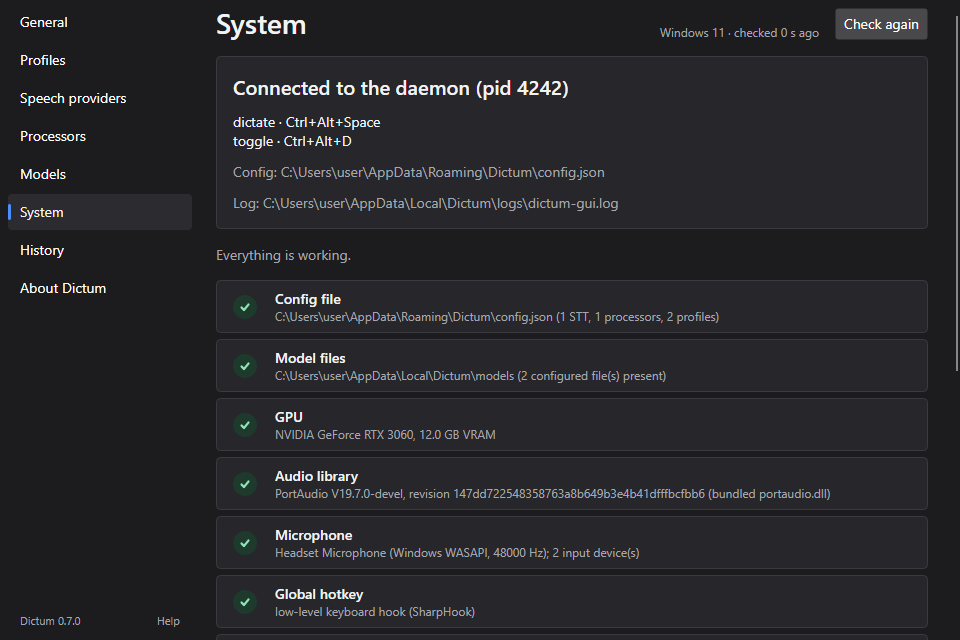 General
Profiles
Speech providers
Processors
Models
System
History
About Dictum
Dictum 0.7.0
Help
System
Windows 11 · checked 0 s ago
Check again
Connected to the daemon (pid 4242)
dictate · Ctrl+Alt+Space
toggle · Ctrl+Alt+D
Config: C:\Users\user\AppData\Roaming\Dictum\config.json
Log: C:\Users\user\AppData\Local\Dictum\logs\dictum-gui.log
Everything is working.
Config file
C:\Users\user\AppData\Roaming\Dictum\config.json (1 STT, 1 processors, 2 profiles)
Model files
C:\Users\user\AppData\Local\Dictum\models (2 configured file(s) present)
GPU
NVIDIA GeForce RTX 3060, 12.0 GB VRAM
Audio library
PortAudio V19.7.0-devel, revision 147dd722548358763a8b649b3e4b41dfffbcfbb6 (bundled portaudio.dll)
Microphone
Headset Microphone (Windows WASAPI, 48000 Hz); 2 input device(s)
Global hotkey
low-level keyboard hook (SharpHook)